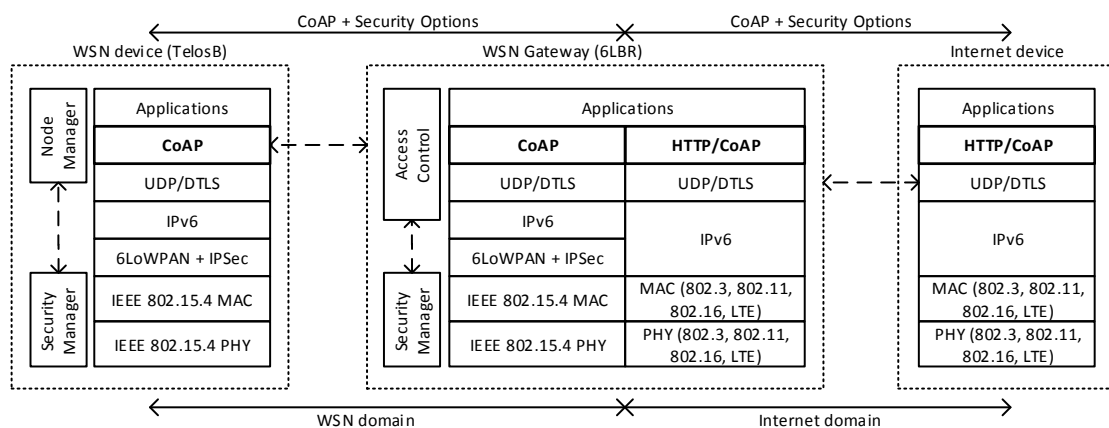 CoAP + Security Options
CoAP + Security Options
WSN device (TelosB)
WSN Gateway (6LBR)
Internet device
Node
Manager
Security
Manager
Applications
CoAP
UDP/DTLS
IPv6
6LoWPAN + IPSec
IEEE 802.15.4 MAC
IEEE 802.15.4 PHY
Access
Control
Security
Manager
Applications
CoAP
UDP/DTLS
IPv6
6LoWPAN + IPSec
IEEE 802.15.4 MAC
IEEE 802.15.4 PHY
HTTP/CoAP
UDP/DTLS
IPv6
MAC (802.3, 802.11,
802.16, LTE)
PHY (802.3, 802.11,
802.16, LTE)
Applications
HTTP/CoAP
UDP/DTLS
IPv6
MAC (802.3, 802.11,
802.16, LTE)
PHY (802.3, 802.11,
802.16, LTE)
WSN domain
Internet domain